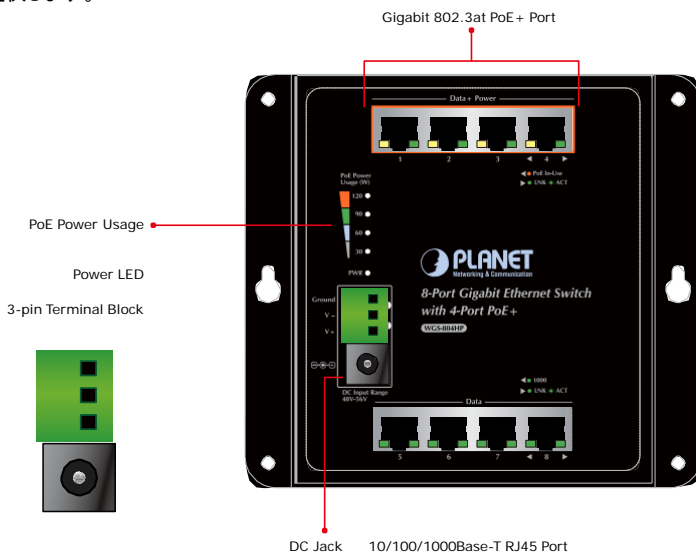 Gigabit 802.3at PoE+ Port
Data + Power
1 2 3 ◀ 4 ▶
PoE Power
Usage (W)
◀ PoE In-Use
▶ LNK ACT
120
90
60
30
PWR
PoE Power Usage
Power LED
3-pin Terminal Block
PLANET
Networking & Communication
8-Port Gigabit Ethernet Switch
with 4-Port PoE+
WGS-804HP
Ground
V −
V +
DC Input Range
48V-56V
◀ 1000
▶ LNK ACT
Data
5 6 7 ◀ 8 ▶
DC Jack
10/100/1000Base-T RJ45 Port